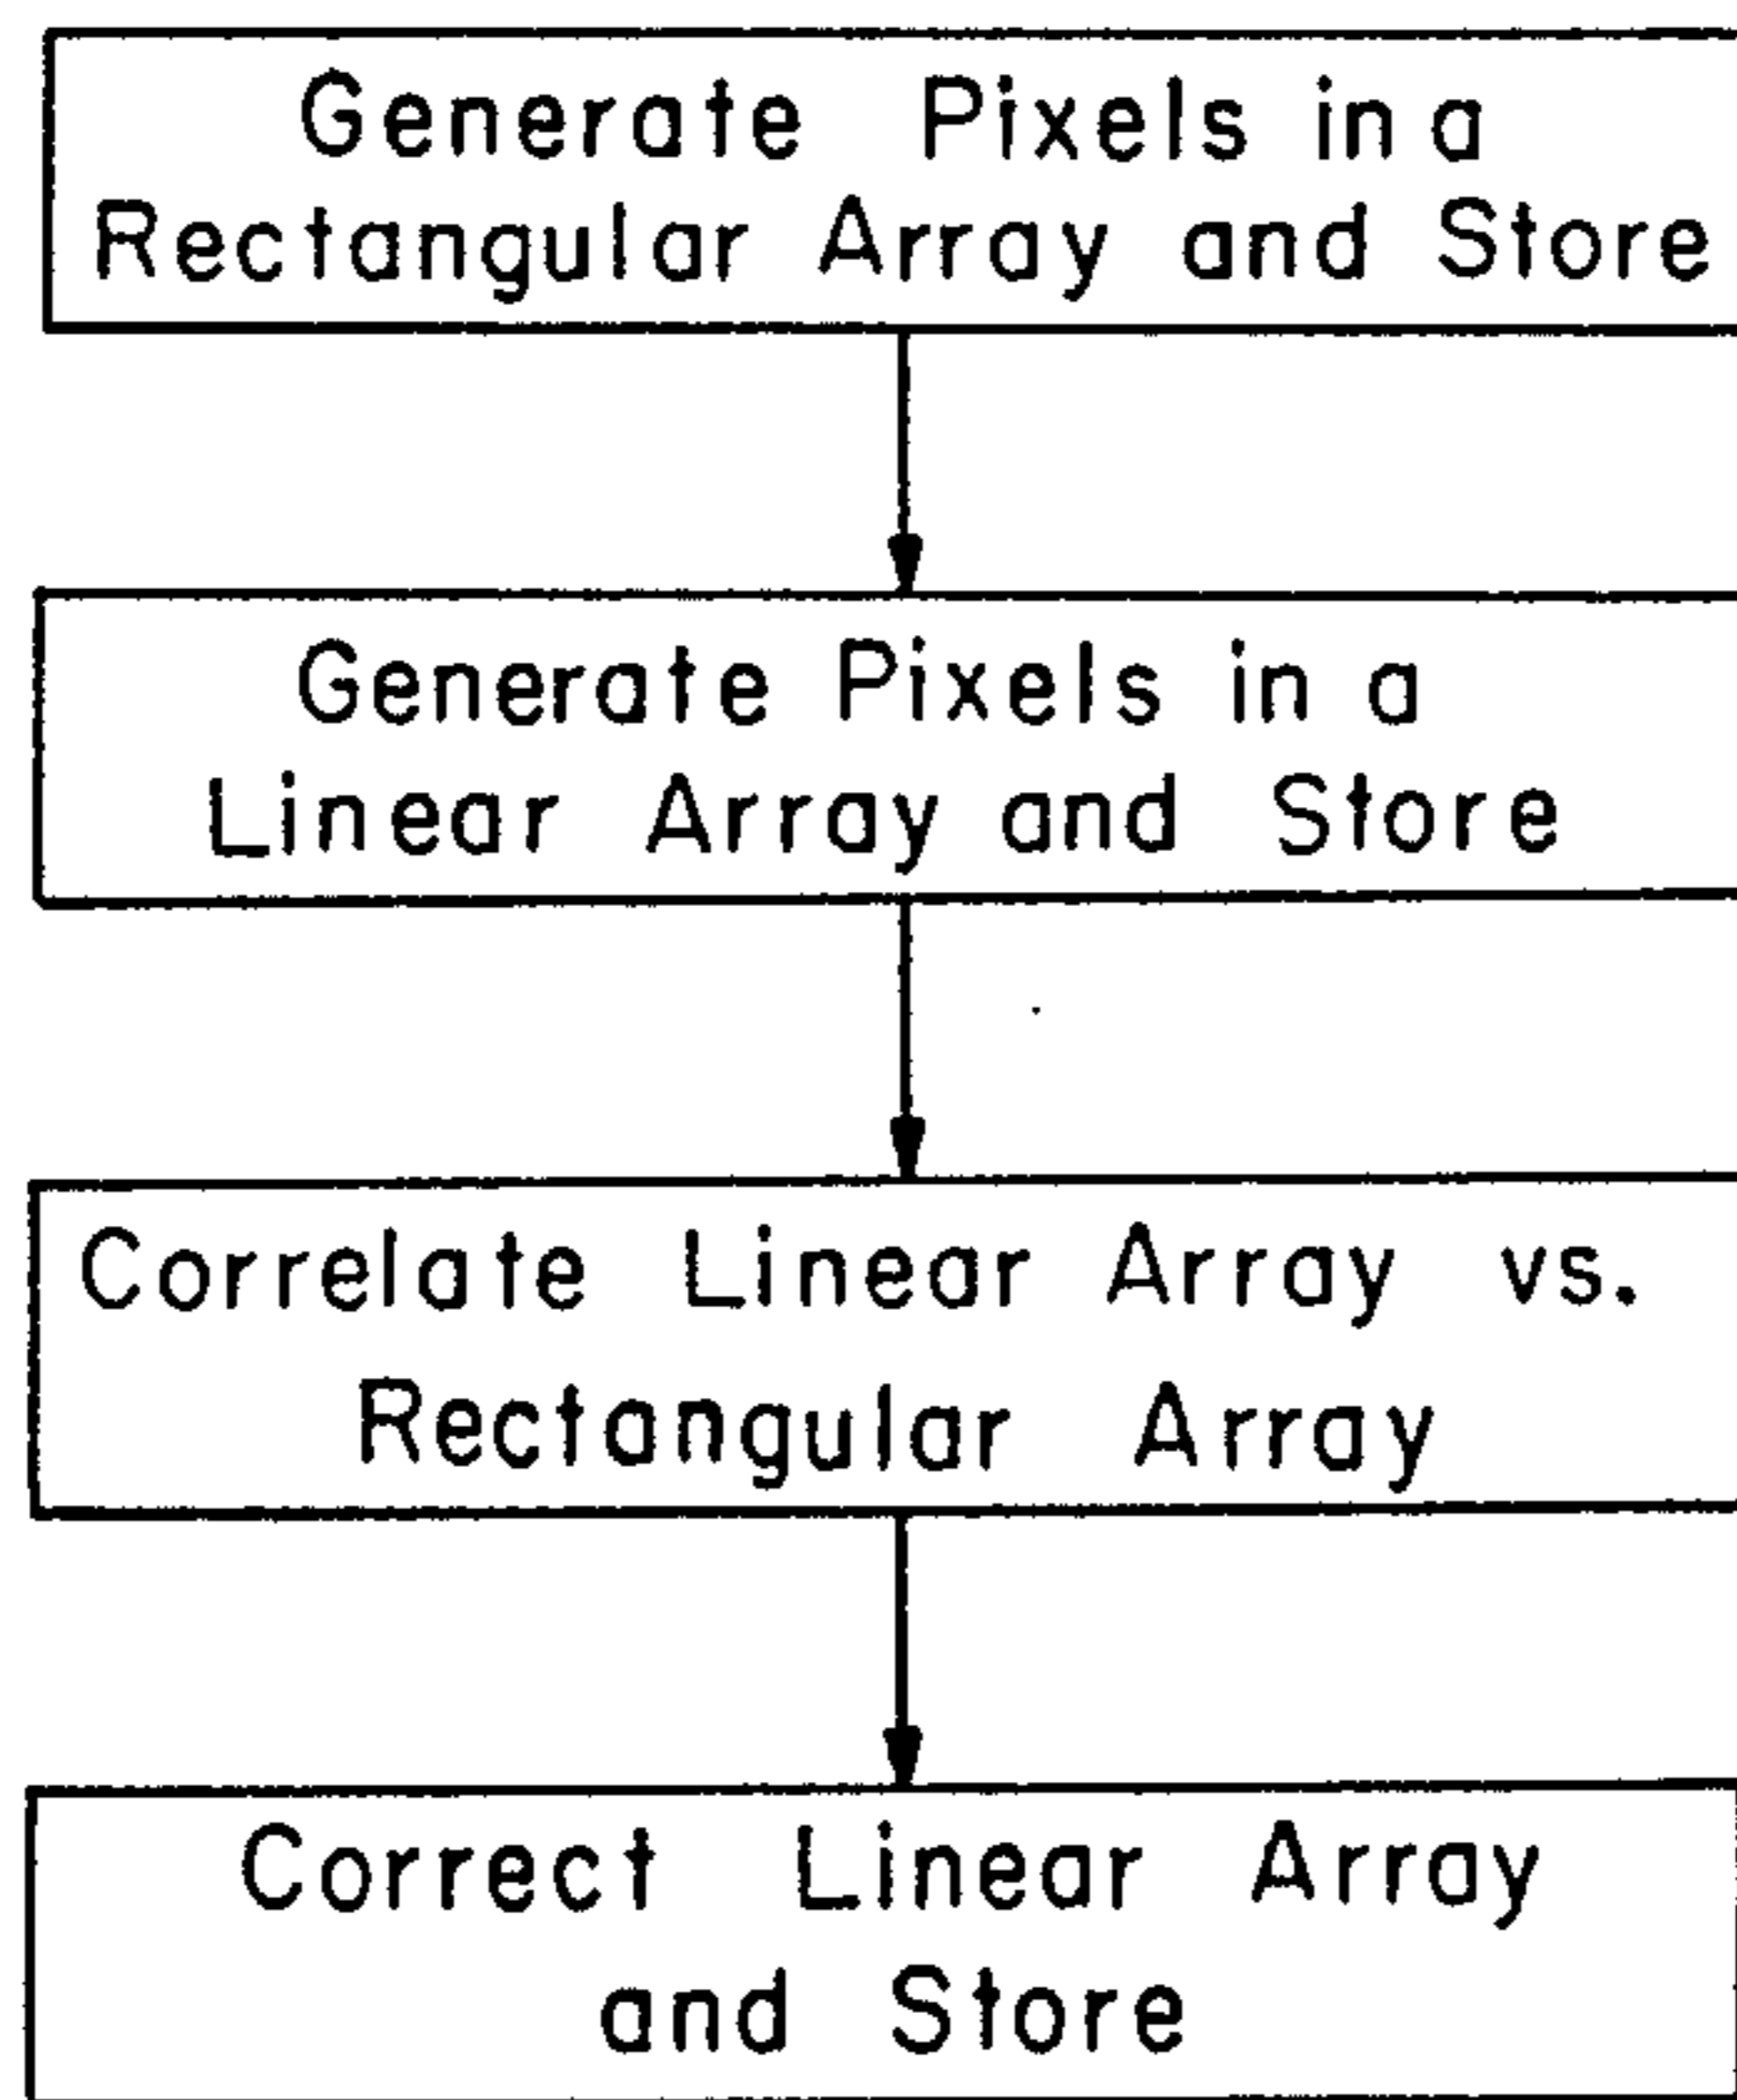 Generate Pixels in a
Rectangular Array and Store
Generate Pixels in a
Linear Array and Store
Correlate Linear Array vs.
Rectangular Array
Correct Linear Array
and Store